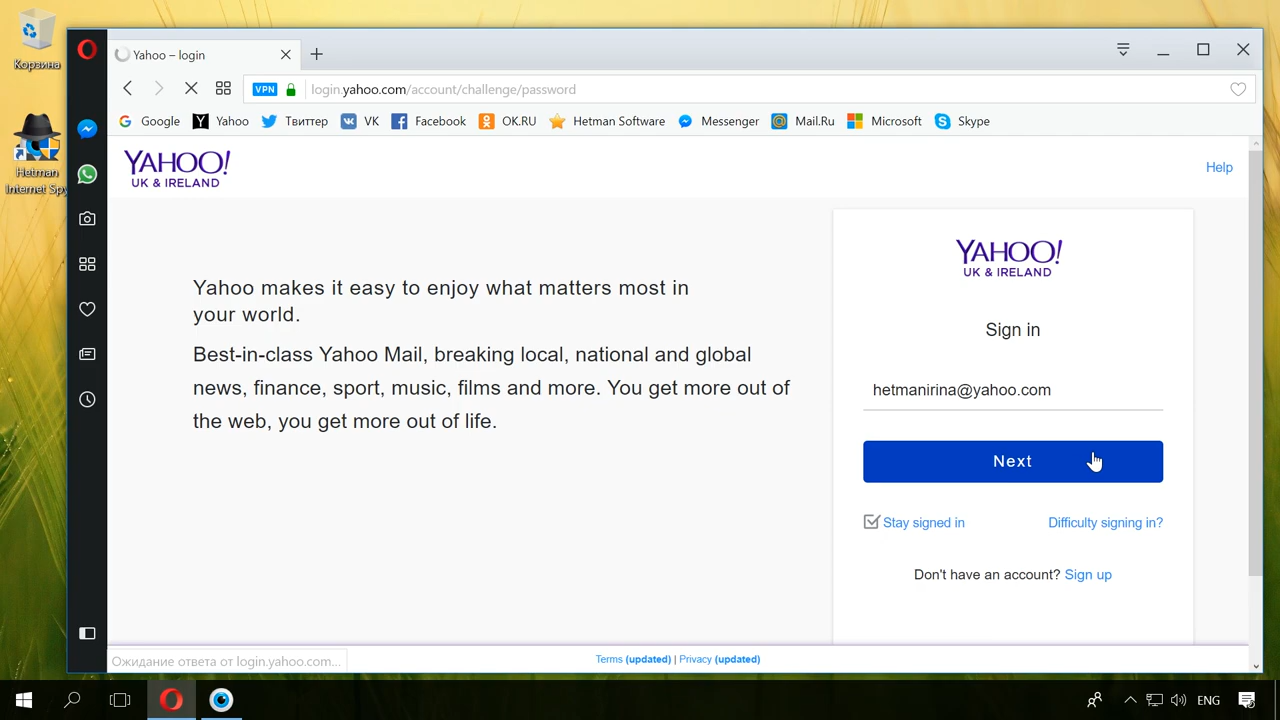 Корзина
Hetman
Internet Spy
Yahoo – login
VPN
login.yahoo.com/account/challenge/password
Google
Yahoo
Твиттер
VK
Facebook
OK.RU
Hetman Software
Messenger
Mail.Ru
Microsoft
Skype
YAHOO!
UK & IRELAND
Help
Yahoo makes it easy to enjoy what matters most in
your world.
Best-in-class Yahoo Mail, breaking local, national and global
news, finance, sport, music, films and more. You get more out of
the web, you get more out of life.
YAHOO!
UK & IRELAND
Sign in
hetmanirina@yahoo.com
Next
Stay signed in
Difficulty signing in?
Don't have an account? Sign up
Ожидание ответа от login.yahoo.com...
Terms (updated) | Privacy (updated)
ENG